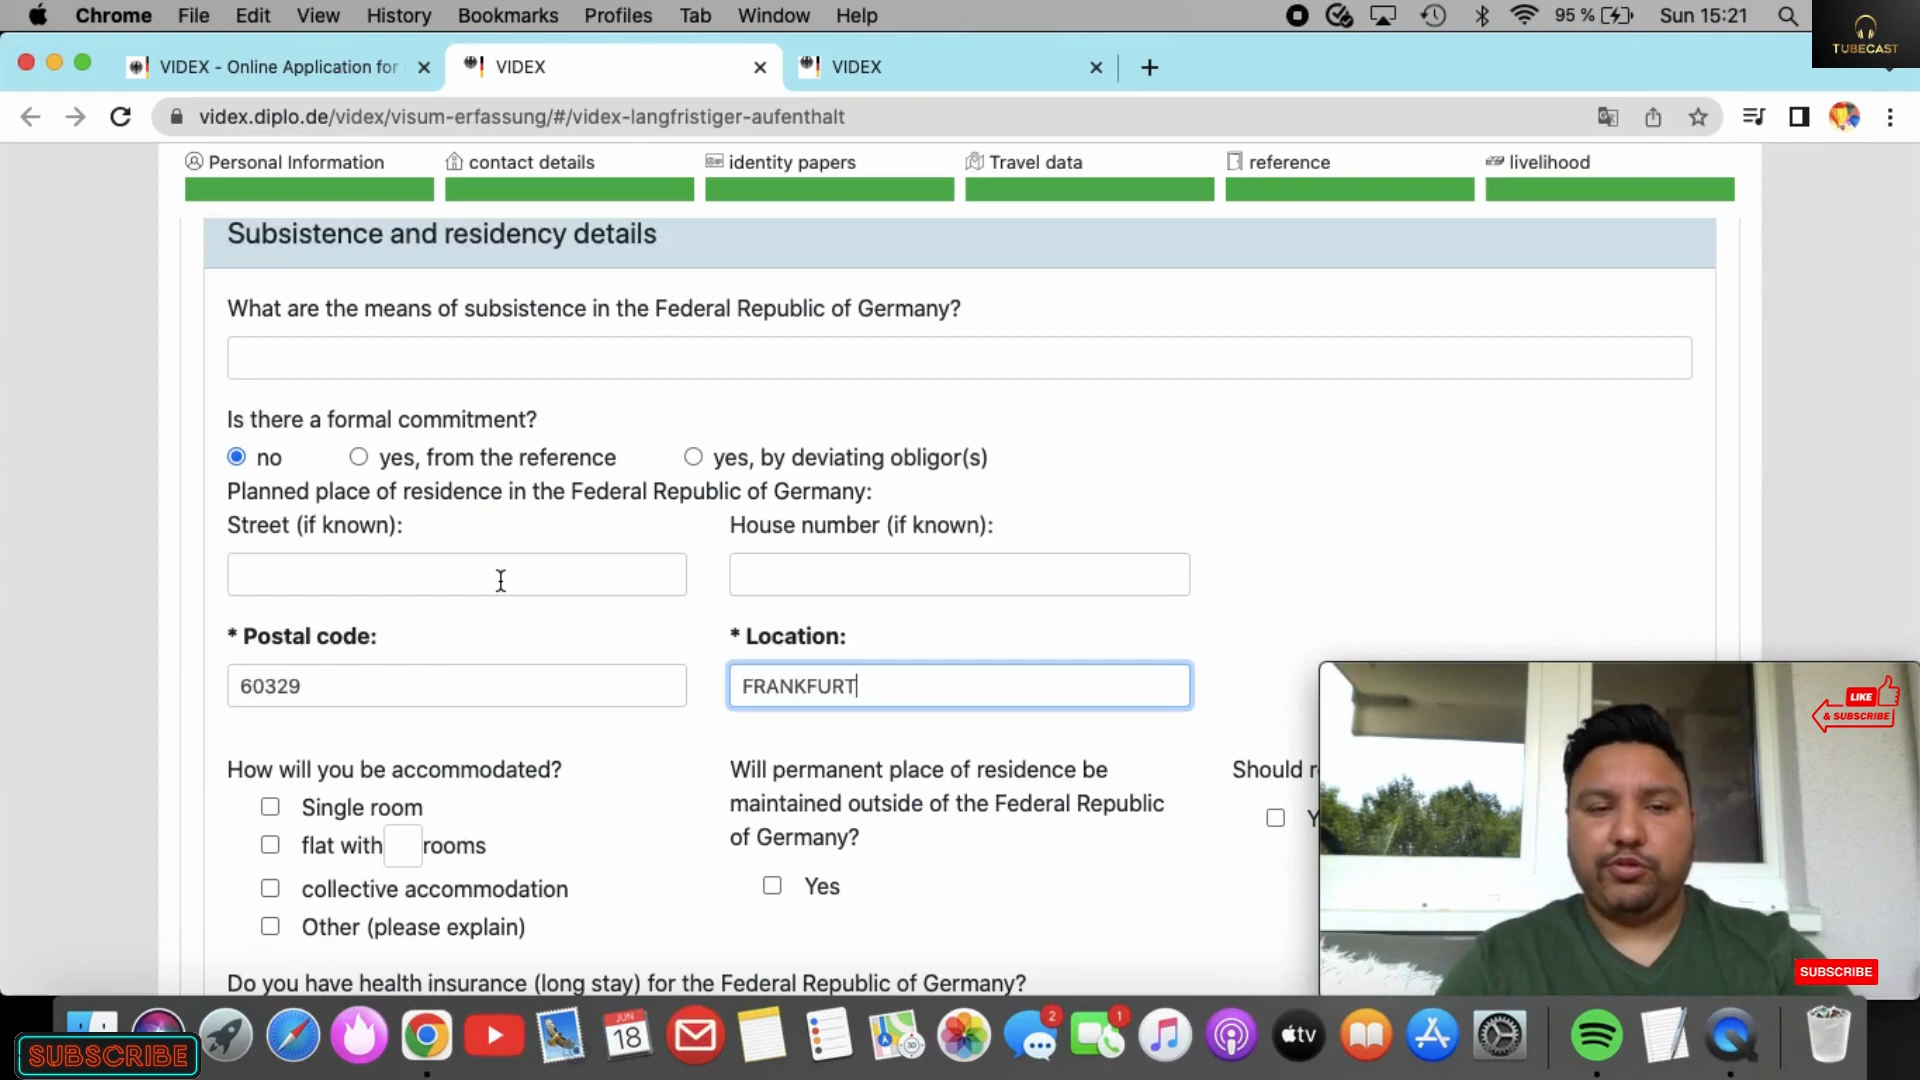 Chrome File Edit View History Bookmarks Profiles Tab Window Help 95 % Sun 15:21
TUBECAST
VIDEX - Online Application for VIDEX VIDEX
videx.diplo.de/videx/visum-erfassung/#/videx-langfristiger-aufenthalt
Personal Information contact details identity papers Travel data reference livelihood
Subsistence and residency details
What are the means of subsistence in the Federal Republic of Germany?
Is there a formal commitment?
no yes, from the reference yes, by deviating obligor(s)
Planned place of residence in the Federal Republic of Germany:
Street (if known): House number (if known):
* Postal code: * Location:
60329 FRANKFURT
How will you be accommodated?
Single room
flat with rooms
collective accommodation
Other (please explain)
Will permanent place of residence be
maintained outside of the Federal Republic
of Germany?
Yes
Should
Do you have health insurance (long stay) for the Federal Republic of Germany?
LIKE
& SUBSCRIBE
SUBSCRIBE
JUN
18
30
2
1
tv
SUBSCRIBE